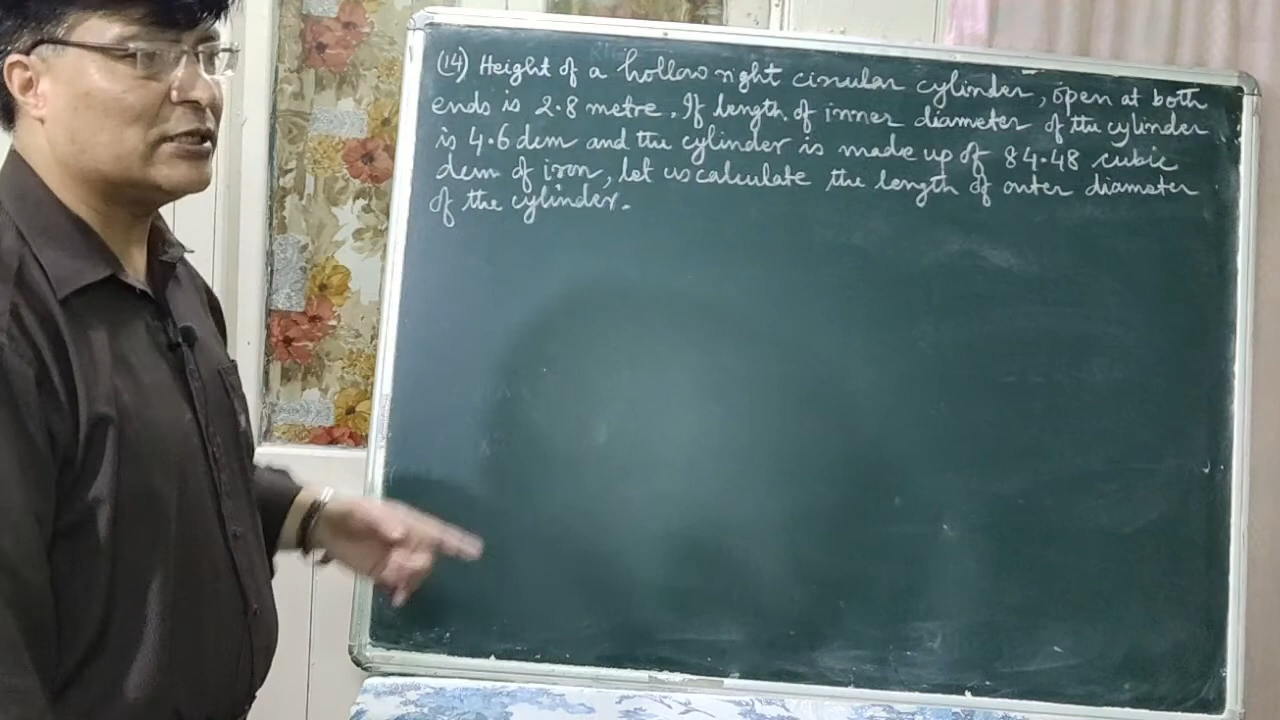 (14) Height of a hollow right circular cylinder, open at both
ends is 2.8 metre. If length of inner diameter of the cylinder
is 4.6 dcm and the cylinder is made up of 84.48 cubic
dcm of iron, let us calculate the length of outer diameter
of the cylinder.